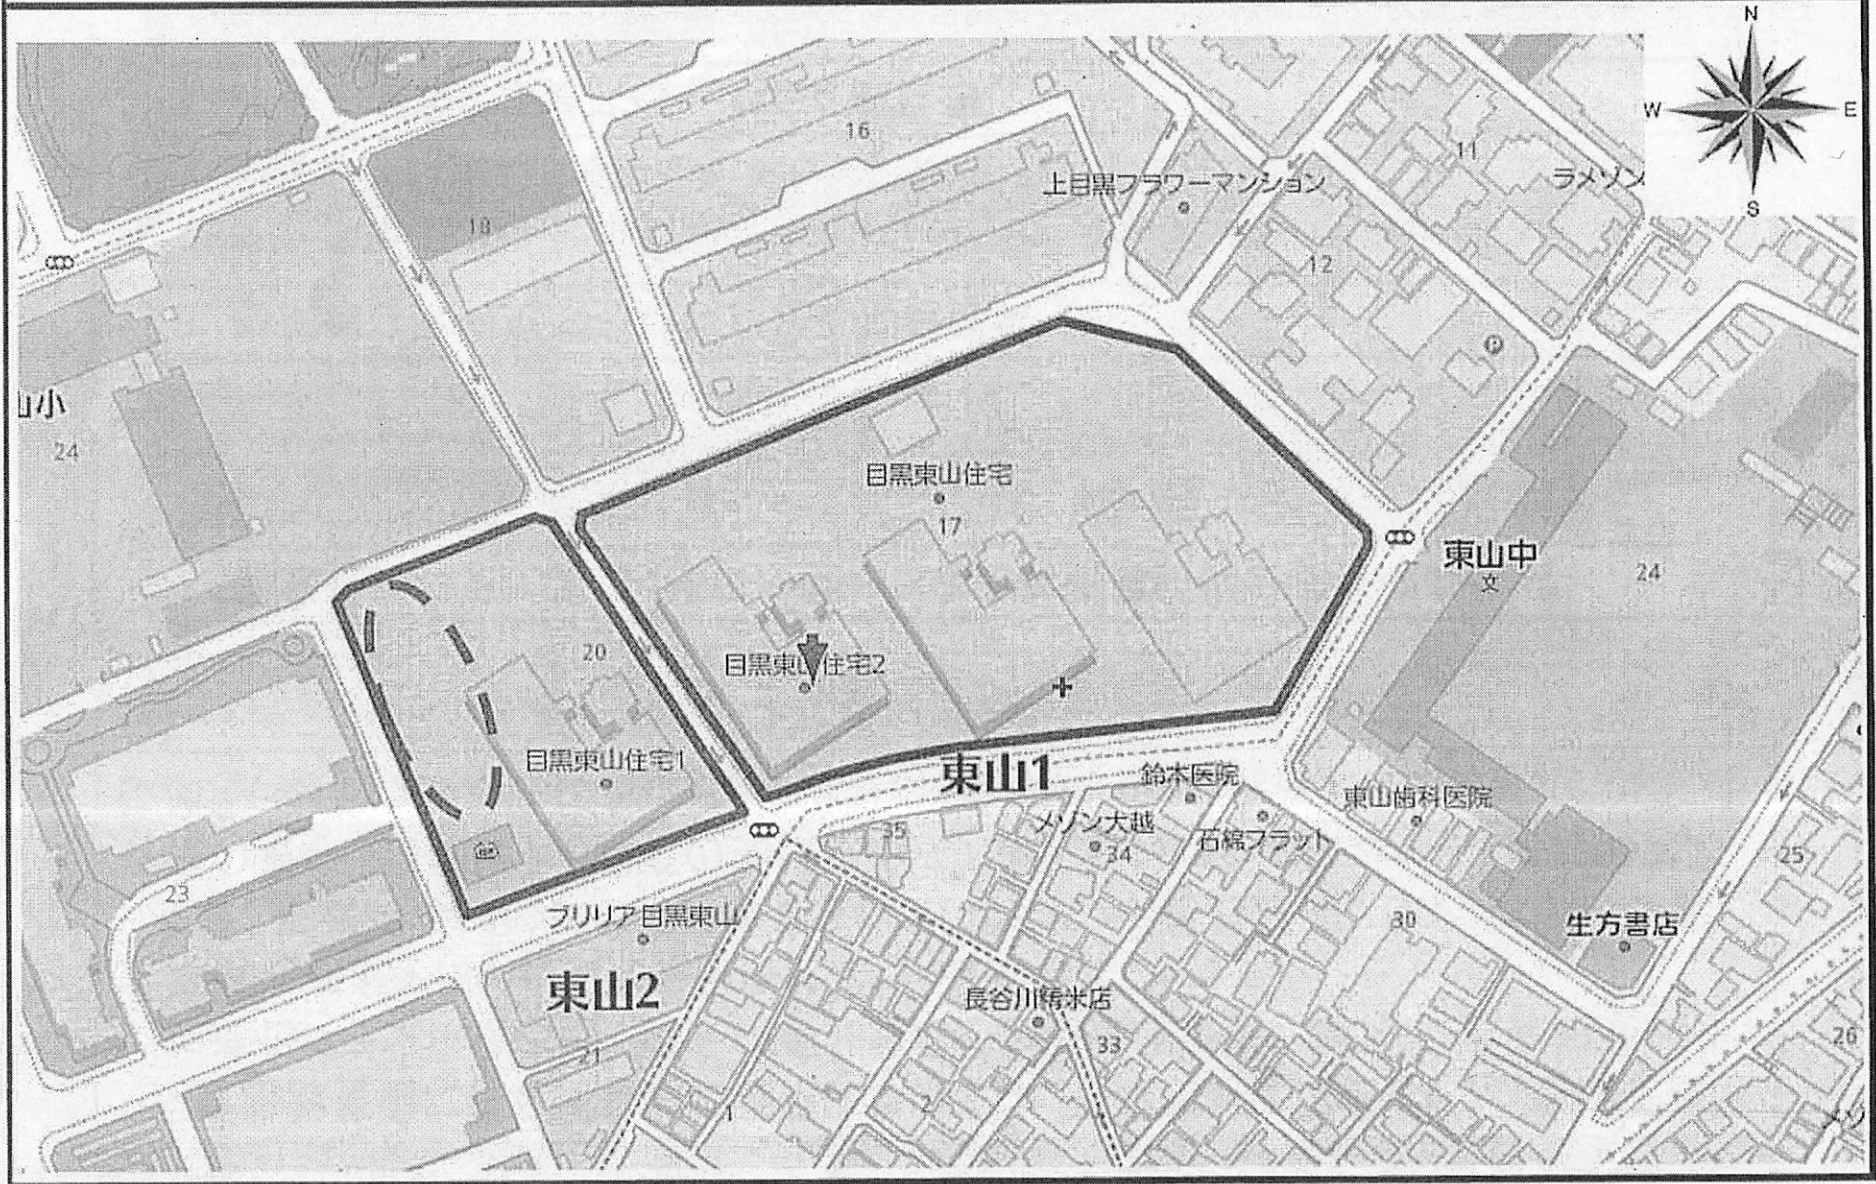 N
W E
S
16
11
上目黒フラワーマンション
ラメゾン
18
12
P
山小
24
目黒東山住宅
17
東山中
文
24
20
目黒東山住宅2
目黒東山住宅1
東山1
鈴木医院
東山歯科医院
35
メゾン大越
34
石綿フラット
25
23
ブリリア目黒東山
30
生方書店
東山2
長谷川精米店
33
26
21
1
2